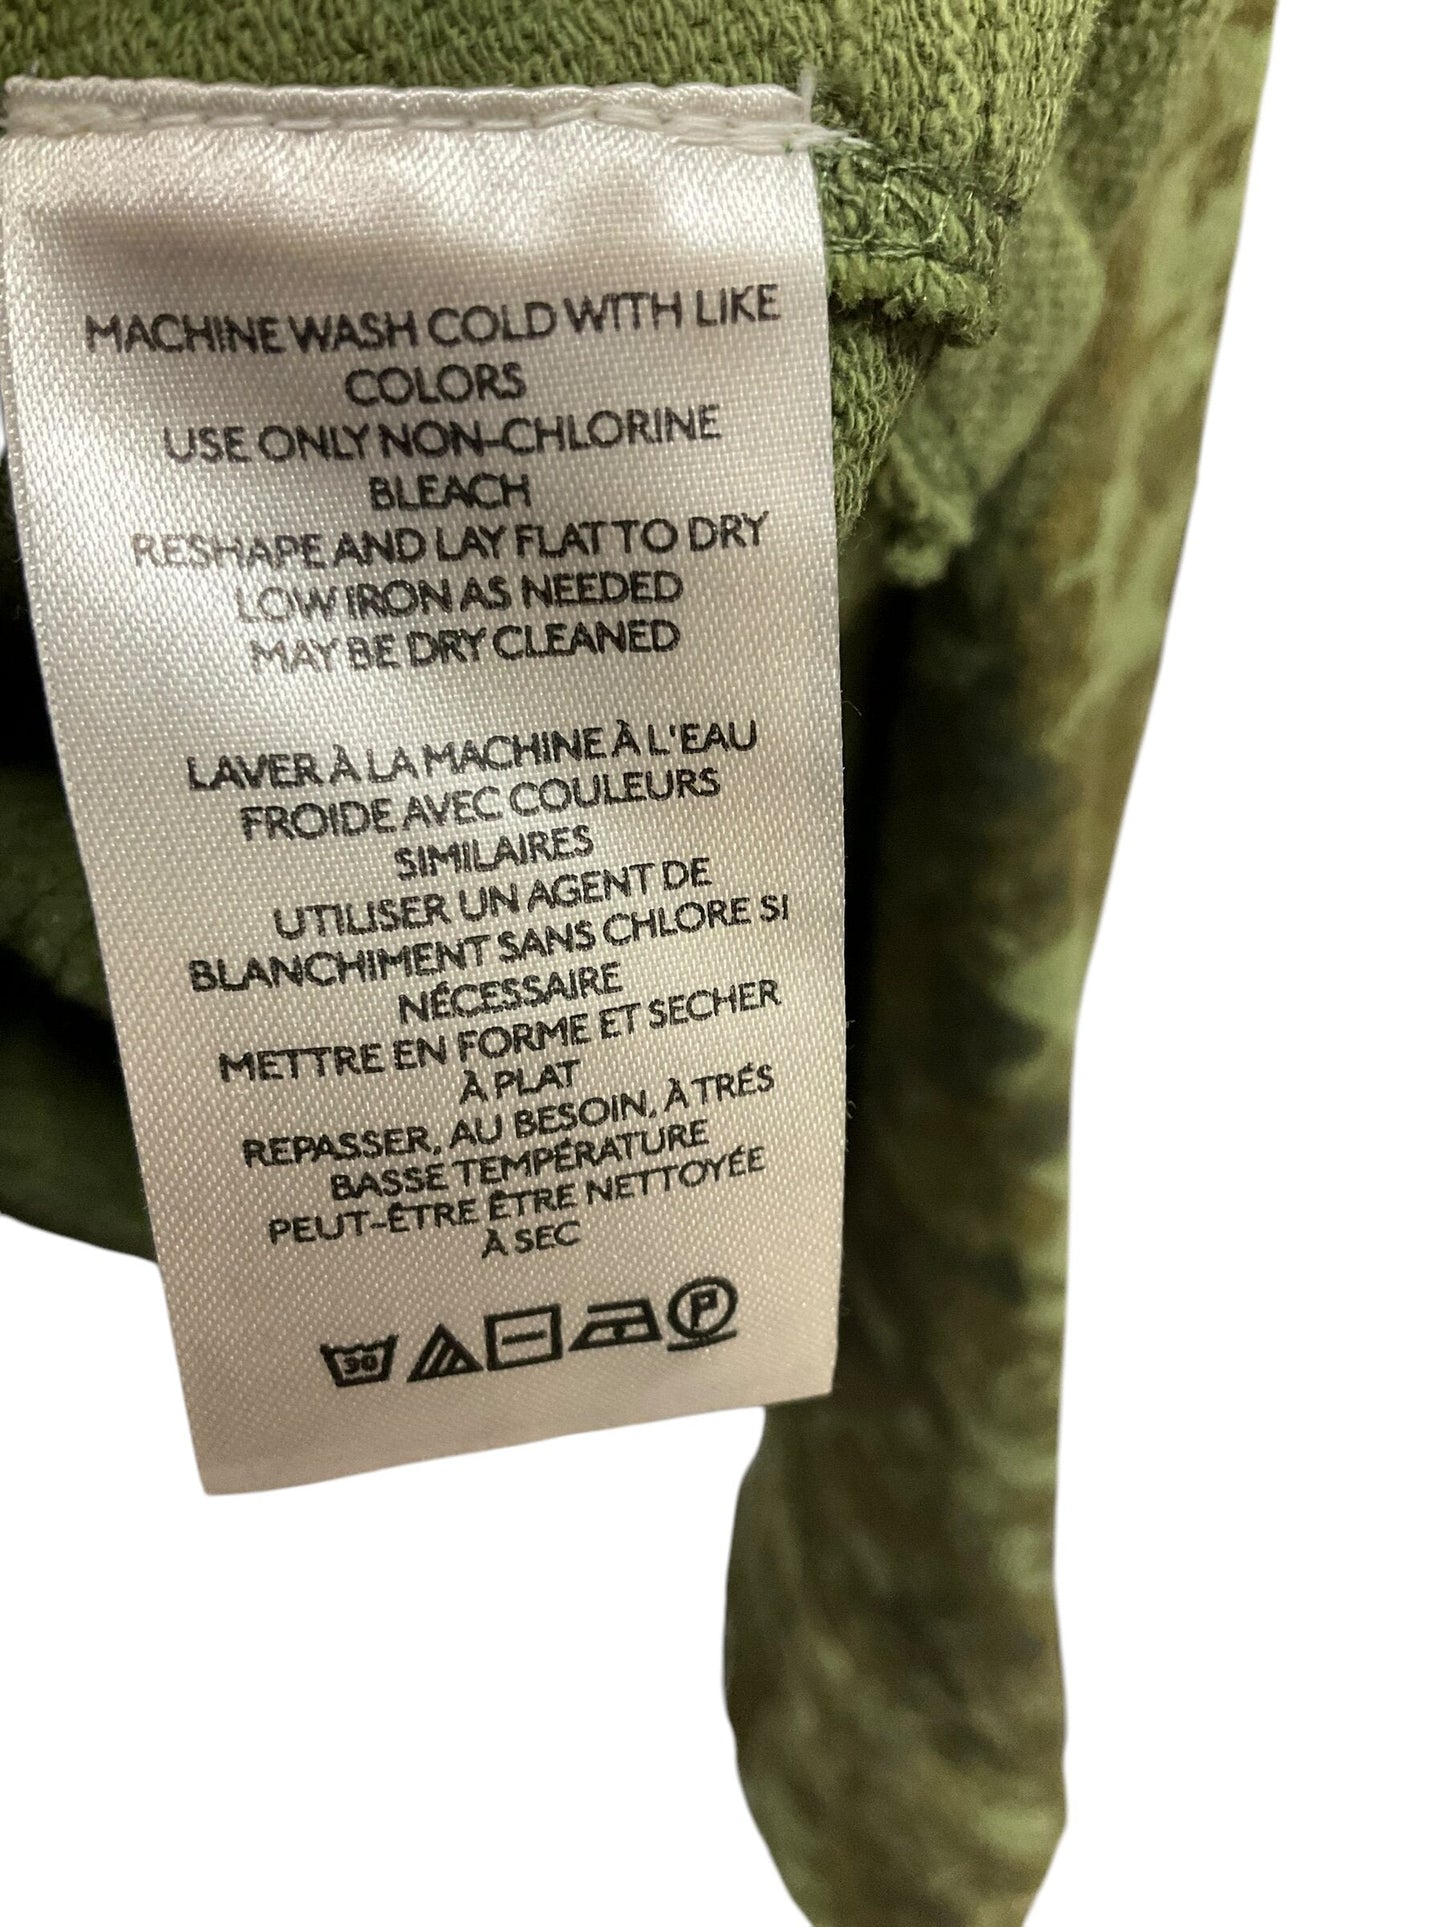 MACHINE WASH COLD WITH LIKE
COLORS
USE ONLY NON-CHLORINE
BLEACH
RESHAPE AND LAY FLAT TO DRY
LOW IRON AS NEEDED
MAY BE DRY CLEANED
LAVER À LA MACHINE À L'EAU
FROIDE AVEC COULEURS
SIMILAIRES
UTILISER UN AGENT DE
BLANCHIMENT SANS CHLORE SI
NÉCESSAIRE
METTRE EN FORME ET SECHER
À PLAT
REPASSER, AU BESOIN, À TRÉS
BASSE TEMPÉRATURE
PEUT-ÊTRE ÊTRE NETTOYÉE
À SEC
30 P